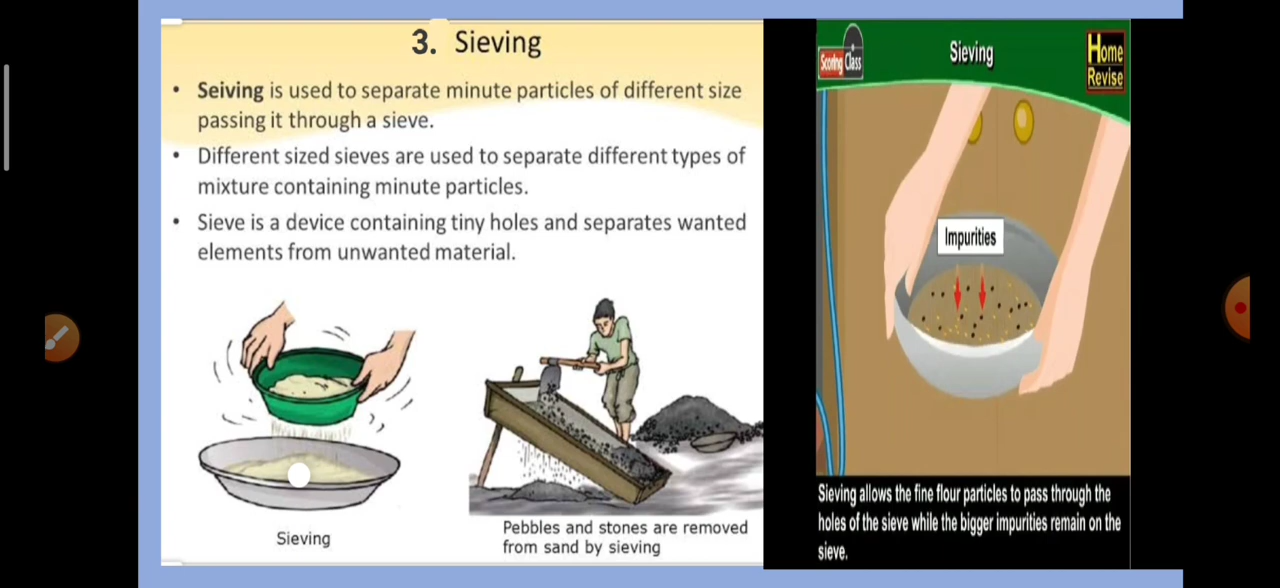 3. Sieving
• Seiving is used to separate minute particles of different size
passing it through a sieve.
• Different sized sieves are used to separate different types of
mixture containing minute particles.
• Sieve is a device containing tiny holes and separates wanted
elements from unwanted material.
Sieving
Pebbles and stones are removed
from sand by sieving
Scoring Class
Sieving
Home
Revise
Impurities
Sieving allows the fine flour particles to pass through the
holes of the sieve while the bigger impurities remain on the
sieve.